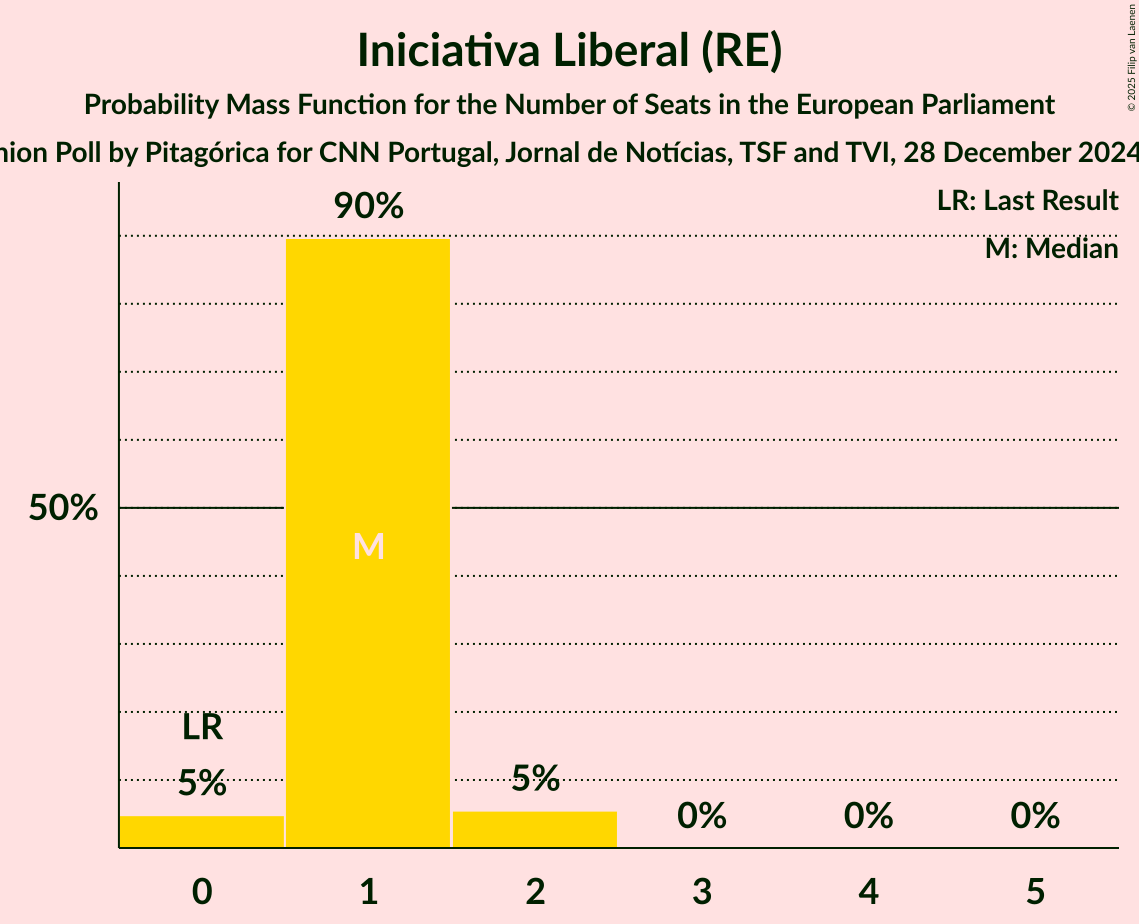 Iniciativa Liberal (RE)
Probability Mass Function for the Number of Seats in the European Parliament
Poll by Pitagórica for CNN Portugal, Jornal de Notícias, TSF and TVI, 28 December 2024
© 2025 Filip van Laenen
LR: Last Result
M: Median
90%
50%
M
LR
5%
5%
0%
0%
0%
0
1
2
3
4
5